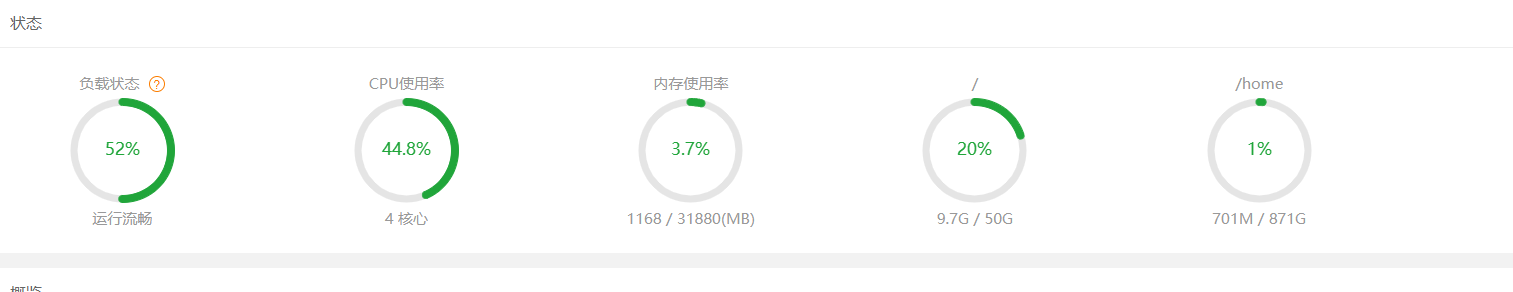 状态
负载状态 ? CPU使用率 内存使用率 / /home
52% 44.8% 3.7% 20% 1%
运行流畅 4 核心 1168 / 31880(MB) 9.7G / 50G 701M / 871G
概览